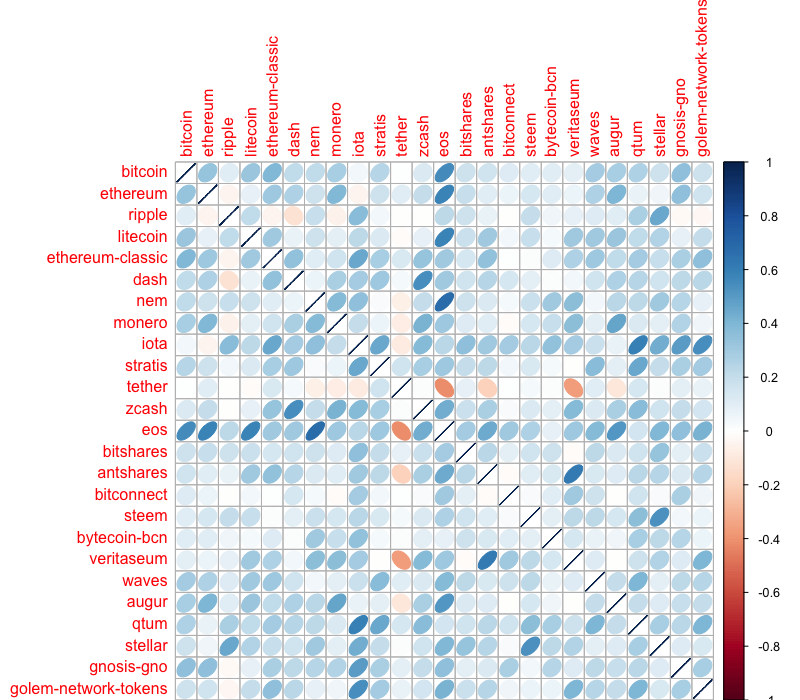 bitcoin
ethereum
ripple
litecoin
ethereum-classic
dash
nem
monero
iota
stratis
tether
zcash
eos
bitshares
antshares
bitconnect
steem
bytecoin-bcn
veritaseum
waves
augur
qtum
stellar
gnosis-gno
golem-network-tokens
bitcoin
ethereum
ripple
litecoin
ethereum-classic
dash
nem
monero
iota
stratis
tether
zcash
eos
bitshares
antshares
bitconnect
steem
bytecoin-bcn
veritaseum
waves
augur
qtum
stellar
gnosis-gno
golem-network-tokens
1
0.8
0.6
0.4
0.2
0
-0.2
-0.4
-0.6
-0.8
-1